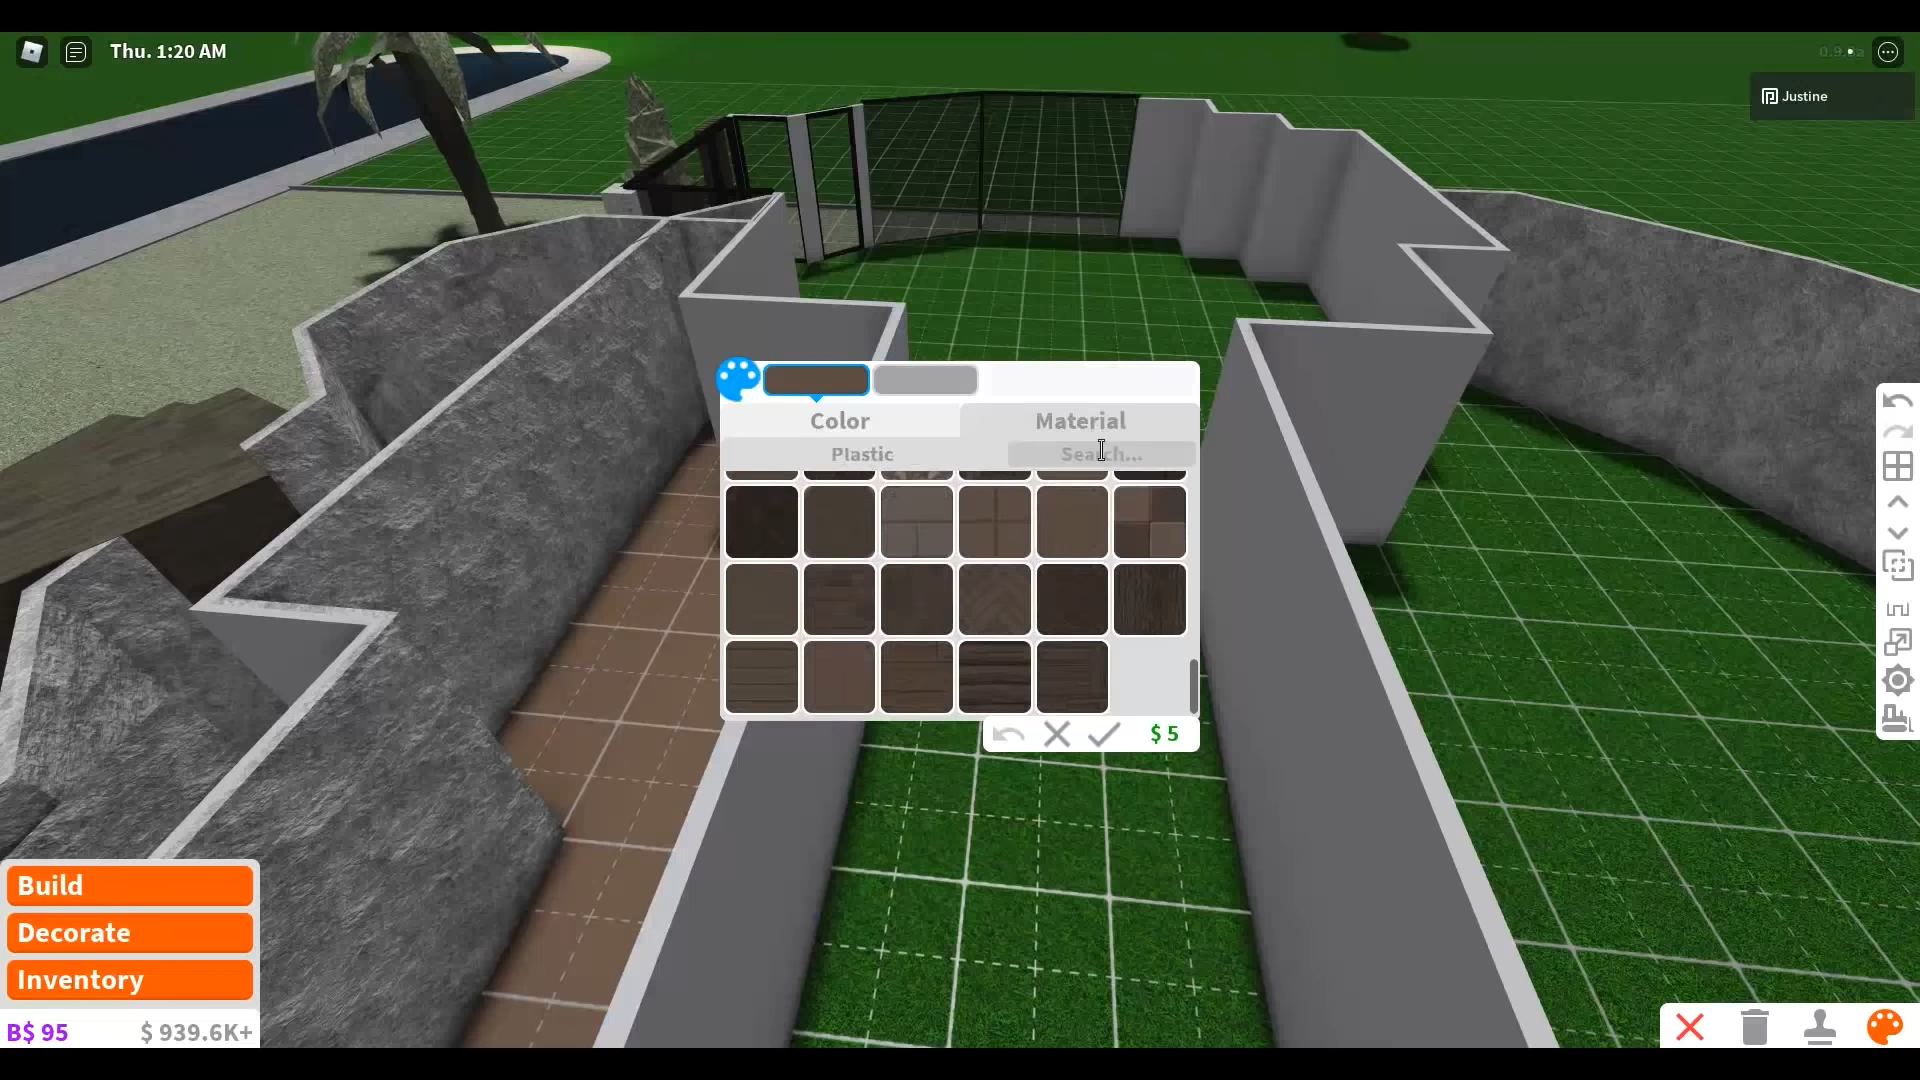 Thu. 1:20 AM
Justine
Color
Material
Plastic
Search...
$ 5
Build
Decorate
Inventory
B$ 95
$ 939.6K+